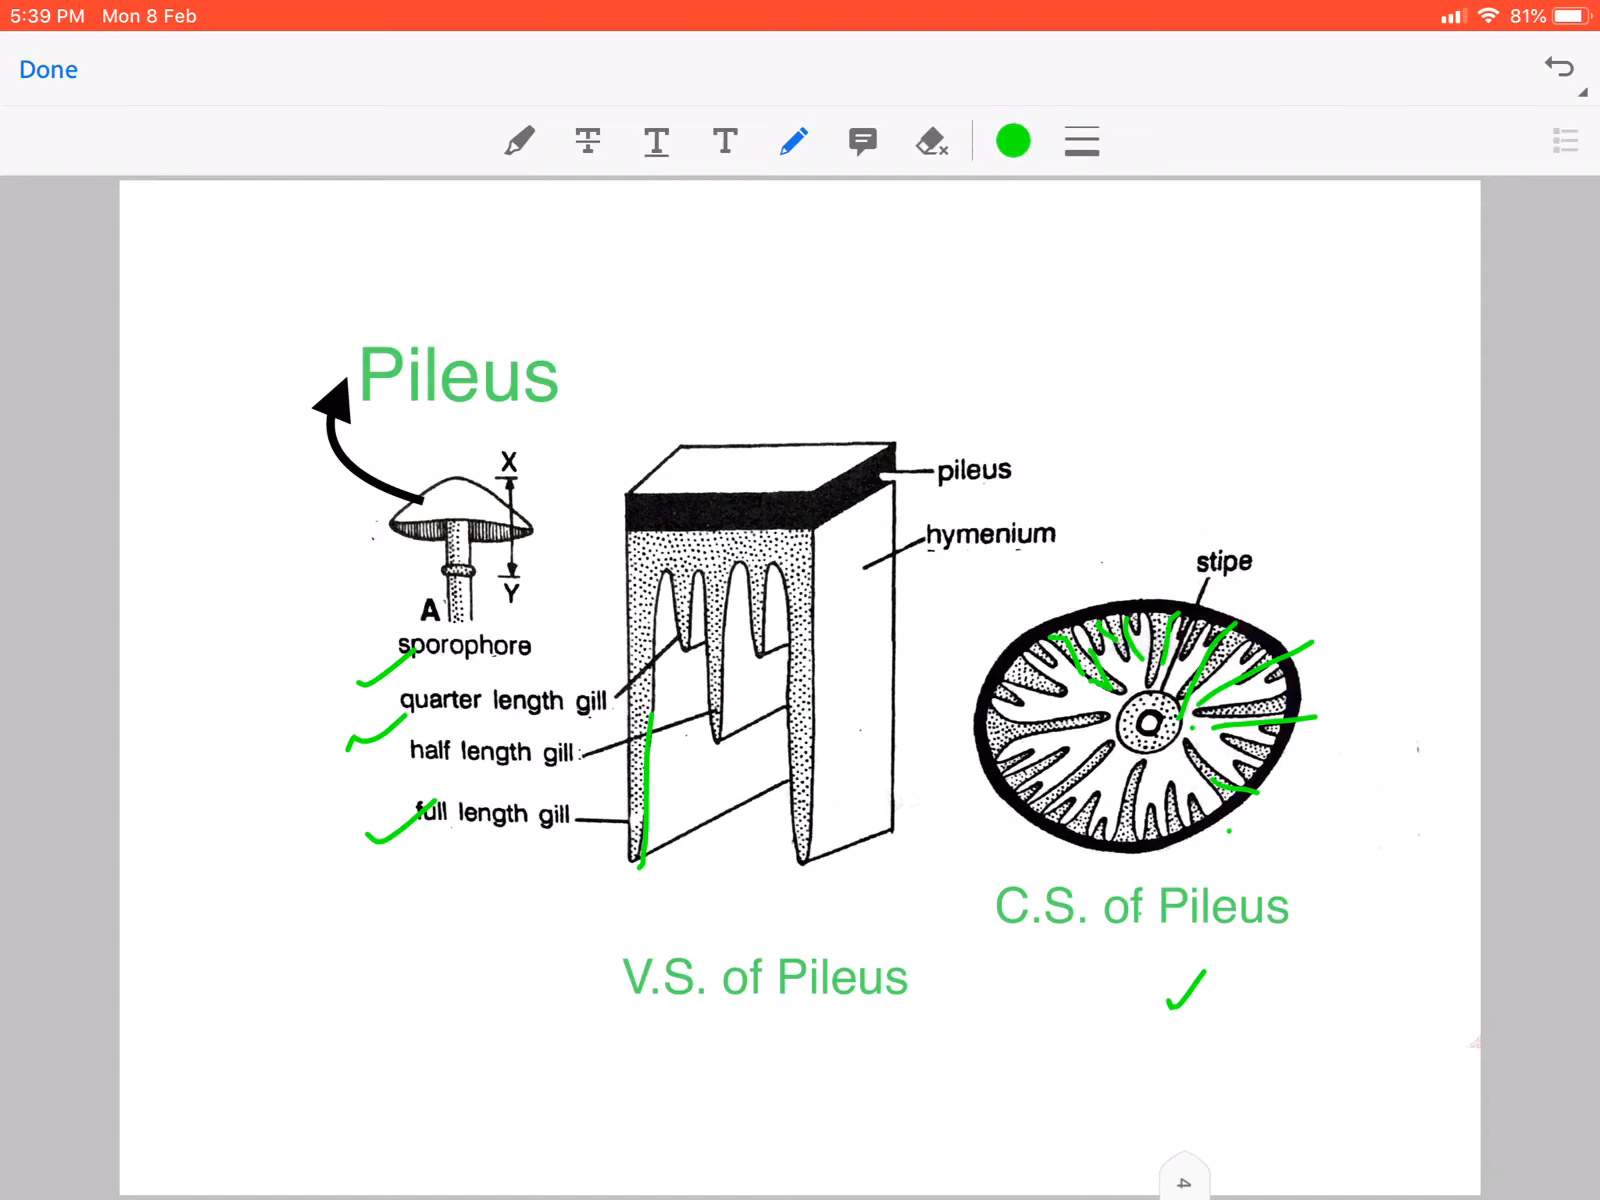 5:39 PM Mon 8 Feb
81%
Done
T T T
Pileus
X
Y
A
sporophore
quarter length gill
half length gill
full length gill
pileus
hymenium
stipe
C.S. of Pileus
V.S. of Pileus
4